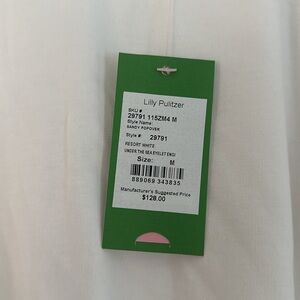 Lilly Pulitzer
SKU #
29791 115ZM4 M
Style Name:
SANDY POPOVER
Style #: 29791
RESORT WHITE
UNDER THE SEA EYELET ENGI
Size: M
889069 343835
Manufacturer's Suggested Price
$128.00